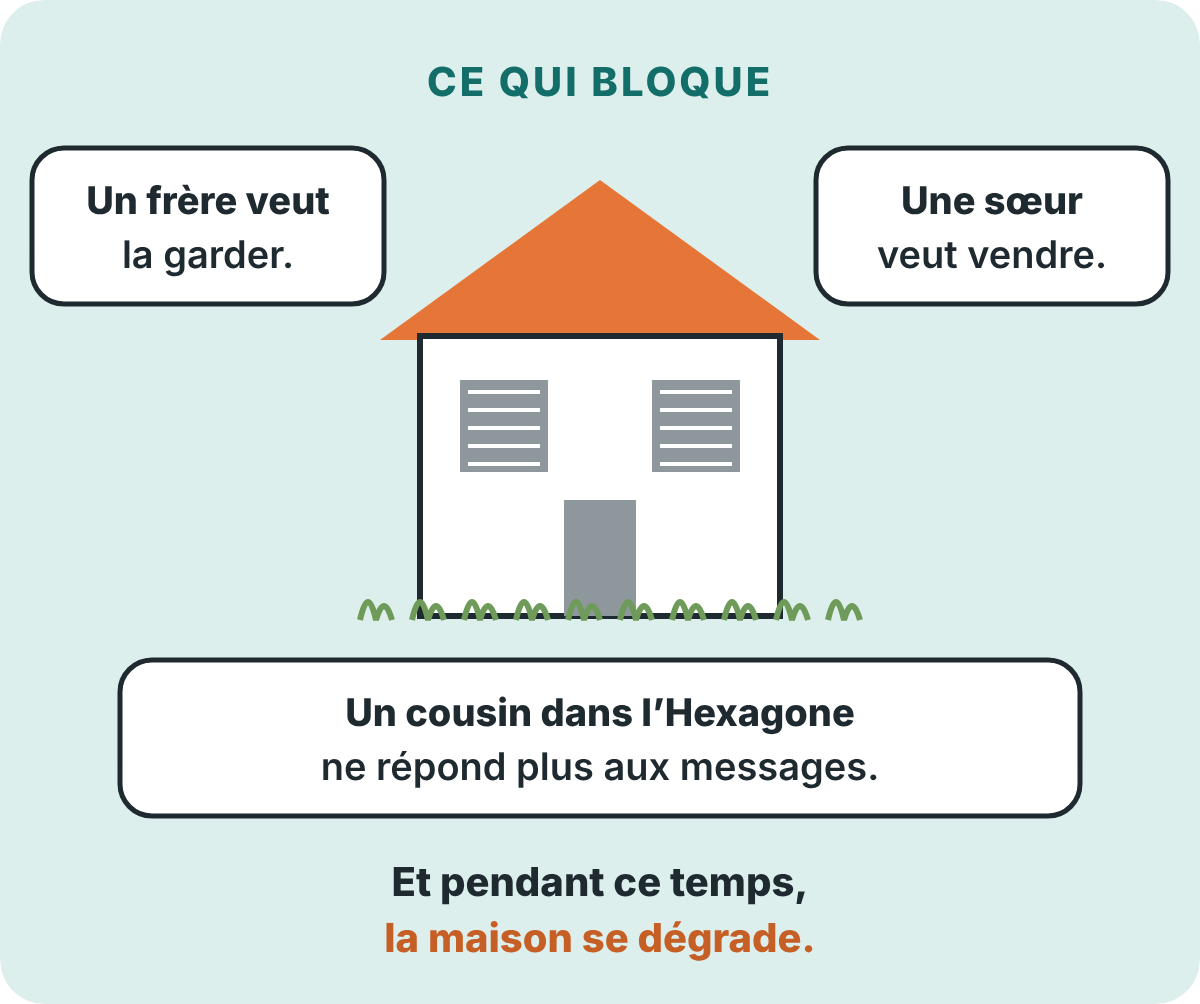 CE QUI BLOQUE
Un frère veut
la garder.
Une sœur
veut vendre.
Un cousin dans l’Hexagone
ne répond plus aux messages.
Et pendant ce temps,
la maison se dégrade.